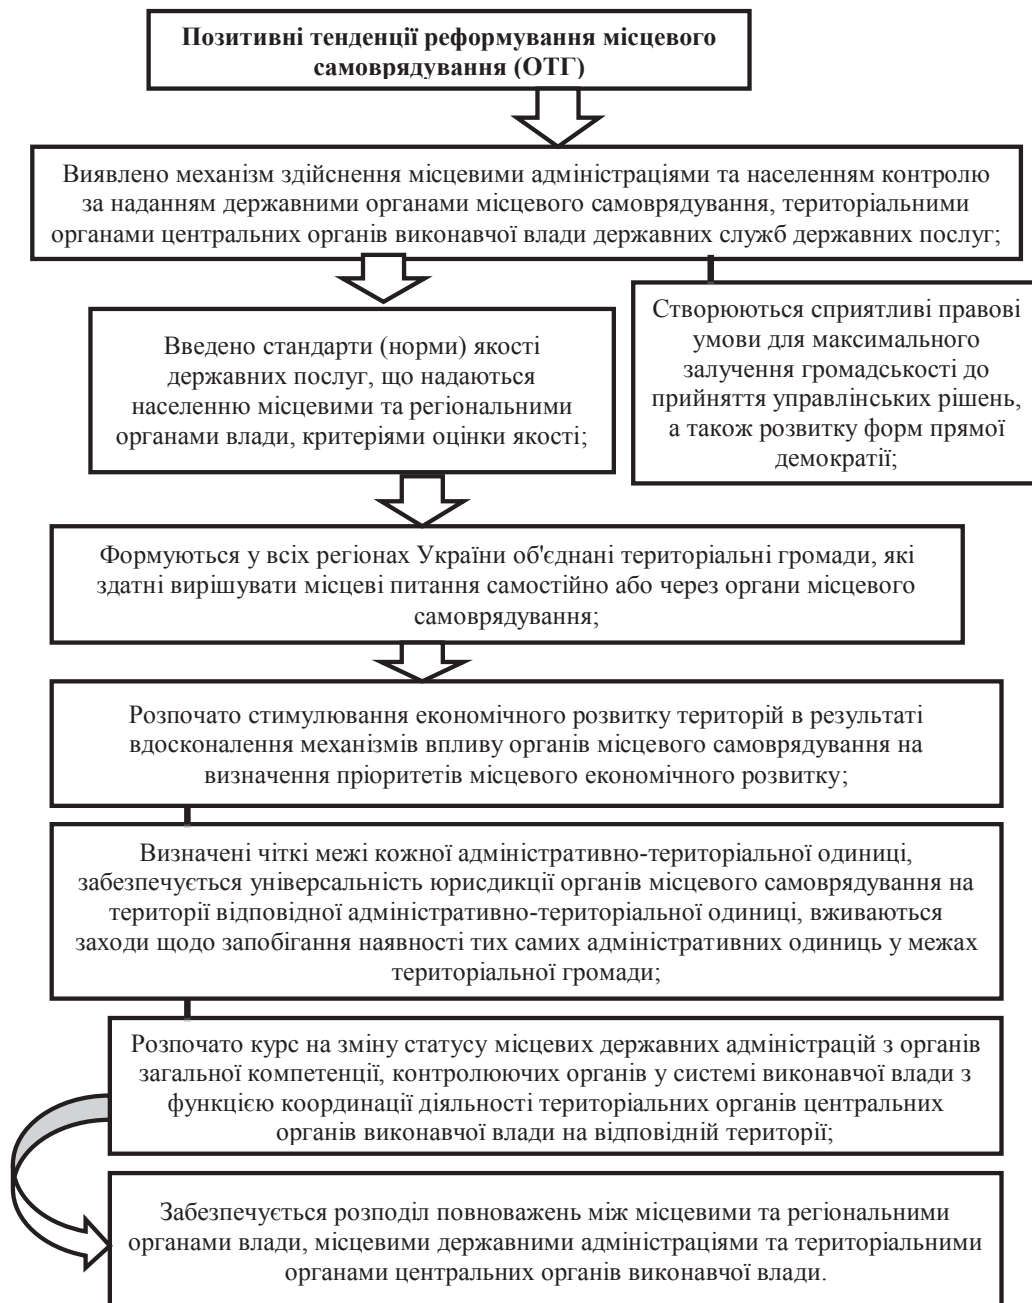 Позитивні тенденції реформування місцевого
самоврядування (ОТГ)
Виявлено механізм здійснення місцевими адміністраціями та населенням контролю
за наданням державними органами місцевого самоврядування, територіальними
органами центральних органів виконавчої влади державних служб державних послуг;
Введено стандарти (норми) якості
державних послуг, що надаються
населенню місцевими та регіональними
органами влади, критеріями оцінки якості;
Створюються сприятливі правові
умови для максимального
залучення громадськості до
прийняття управлінських рішень,
а також розвитку форм прямої
демократії;
Формуються у всіх регіонах України об'єднані територіальні громади, які
здатні вирішувати місцеві питання самостійно або через органи місцевого
самоврядування;
Розпочато стимулювання економічного розвитку територій в результаті
вдосконалення механізмів впливу органів місцевого самоврядування на
визначення пріоритетів місцевого економічного розвитку;
Визначені чіткі межі кожної адміністративно-територіальної одиниці,
забезпечується універсальність юрисдикції органів місцевого самоврядування на
території відповідної адміністративно-територіальної одиниці, вживаються
заходи щодо запобігання наявності тих самих адміністративних одиниць у межах
територіальної громади;
Розпочато курс на зміну статусу місцевих державних адміністрацій з органів
загальної компетенції, контролюючих органів у системі виконавчої влади з
функцією координації діяльності територіальних органів центральних
органів виконавчої влади на відповідній території;
Забезпечується розподіл повноважень між місцевими та регіональними
органами влади, місцевими державними адміністраціями та територіальними
органами центральних органів виконавчої влади.